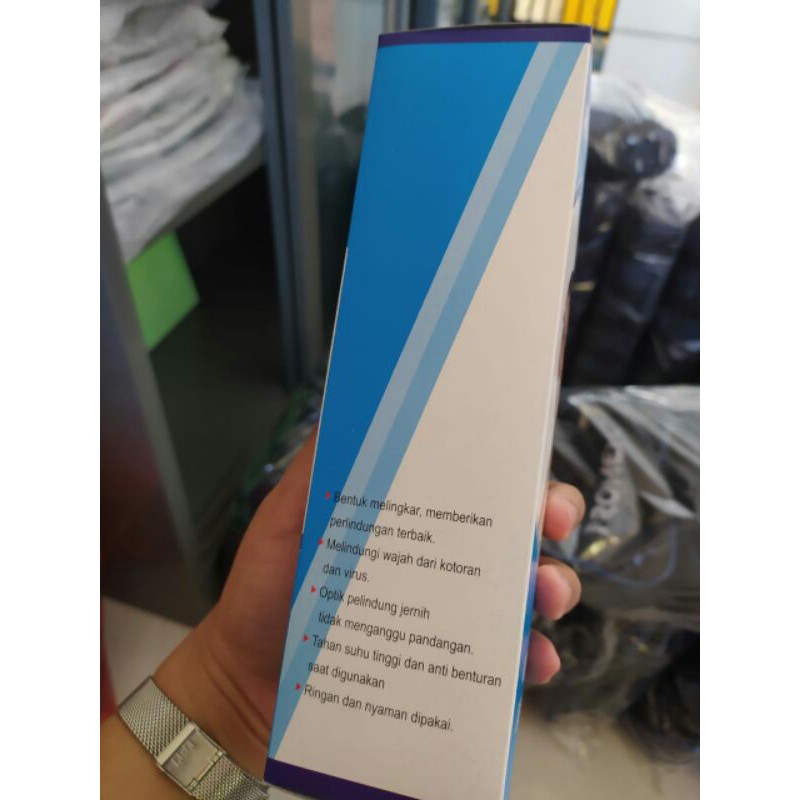 Bentuk melingkar, memberikan
perlindungan terbaik.
Melindungi wajah dari kotoran
dan virus.
Optik pelindung jernih
tidak menganggu pandangan.
Tahan suhu tinggi dan anti benturan
saat digunakan
Ringan dan nyaman dipakai.